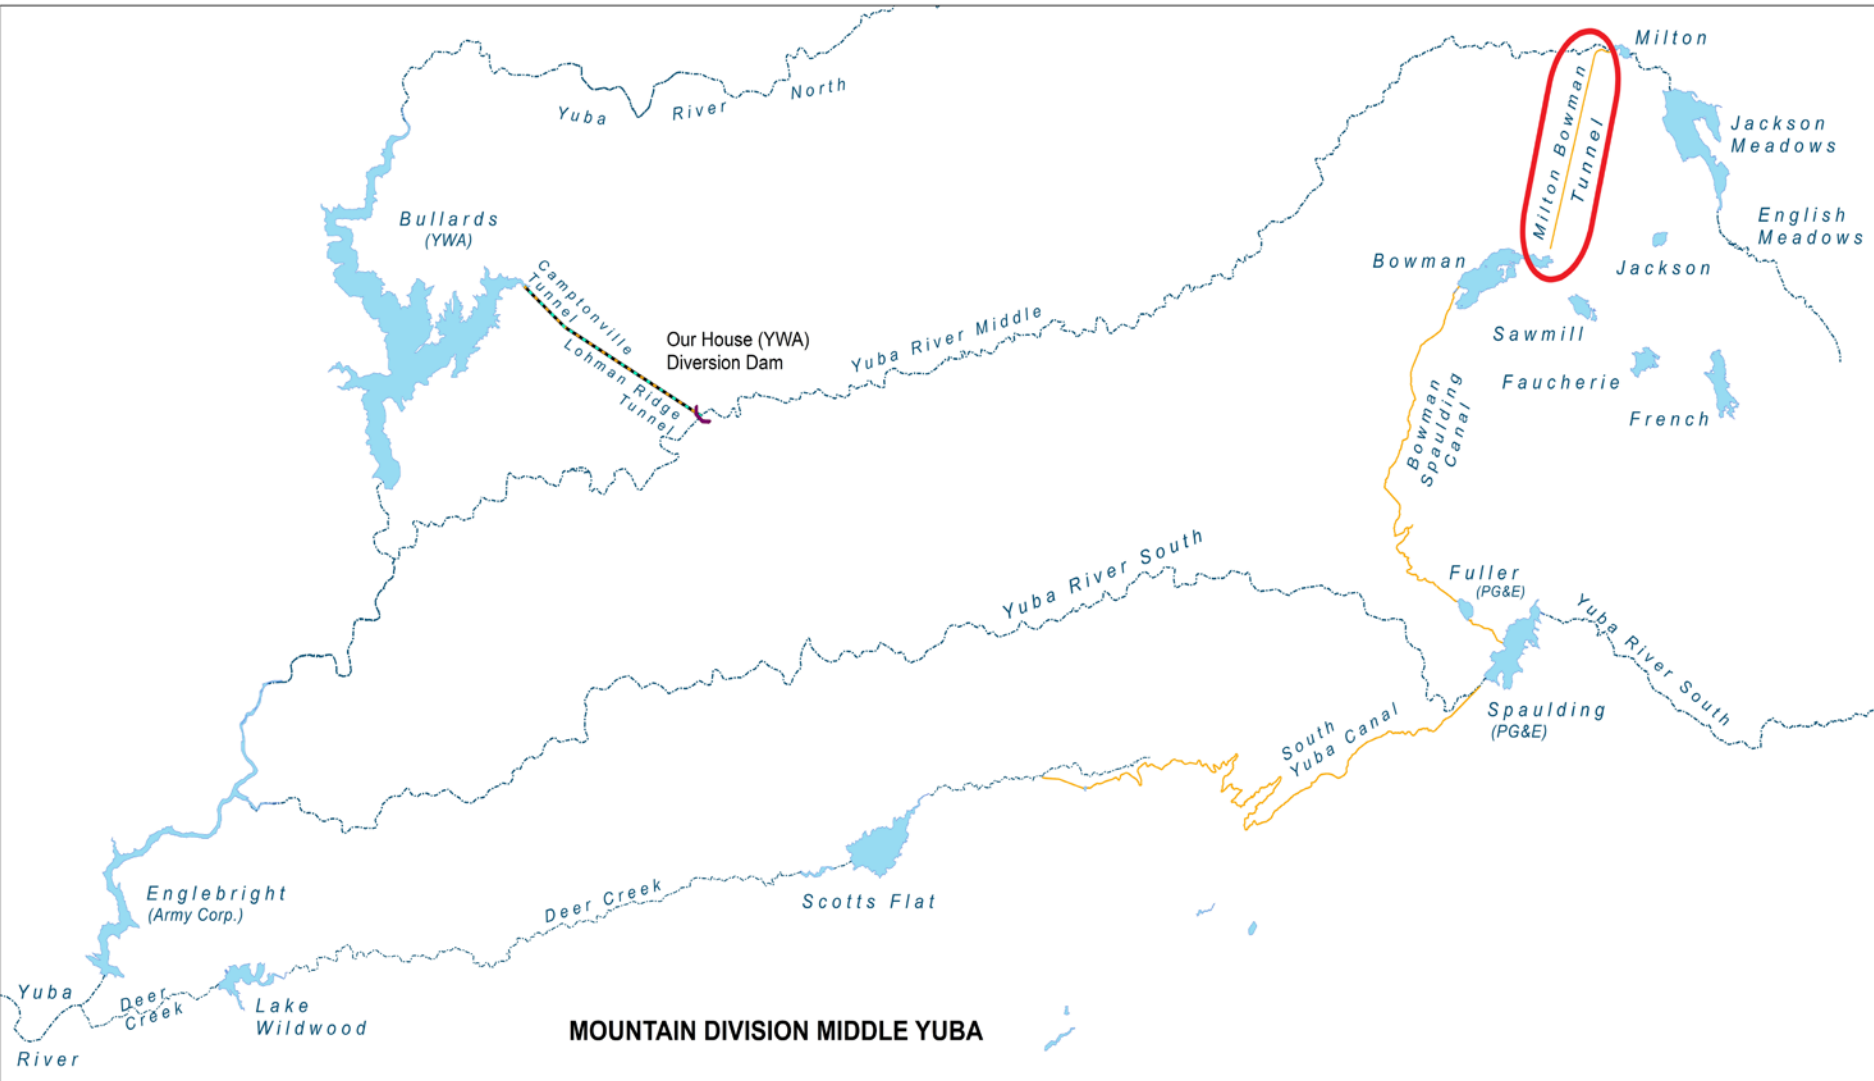 Milton
Yuba River North
Milton Bowman
Tunnel
Jackson
Meadows
Bullards
(YWA)
English
Meadows
Bowman
Jackson
Camptonville
Tunnel
Lohman Ridge
Tunnel
Our House (YWA)
Diversion Dam
Yuba River Middle
Sawmill
Faucherie
French
Bowman
Spaulding
Canal
Yuba River South
Fuller
(PG&E)
Yuba River South
Spaulding
(PG&E)
South
Yuba Canal
Englebright
(Army Corp.)
Deer Creek
Scotts Flat
Yuba
River
Deer
Creek
Lake
Wildwood
MOUNTAIN DIVISION MIDDLE YUBA